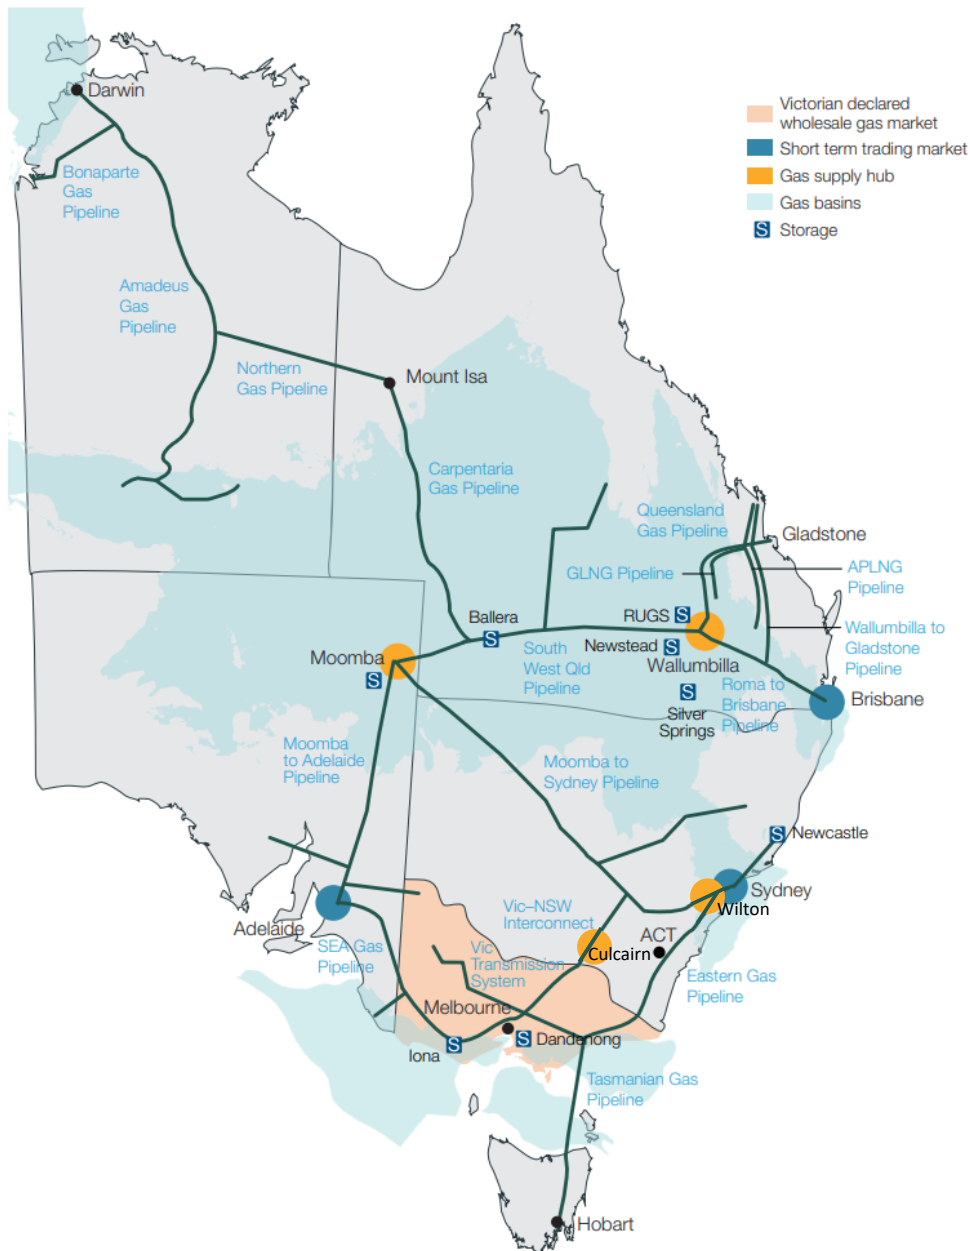 Darwin
Bonaparte
Gas
Pipeline
Amadeus
Gas
Pipeline
Northern
Gas Pipeline
Mount Isa
Victorian declared
wholesale gas market
Short term trading market
Gas supply hub
Gas basins
S Storage
Carpentaria
Gas Pipeline
Queensland
Gas Pipeline
Gladstone
GLNG Pipeline
APLNG
Pipeline
RUGS S
Ballera
S
Newstead S
Wallumbilla
Wallumbilla to
Gladstone
Pipeline
South
West Qld
Pipeline
Moomba
S
S
Silver
Springs
Roma to
Brisbane
Pipeline
Brisbane
Moomba
to Adelaide
Pipeline
Moomba to
Sydney Pipeline
S Newcastle
Sydney
Wilton
Adelaide
SEA Gas
Pipeline
Vic–NSW
Interconnect
Culcairn
ACT
Vic
Transmission
System
Eastern Gas
Pipeline
Melbourne
S Dandenong
Iona S
Tasmanian Gas
Pipeline
Hobart